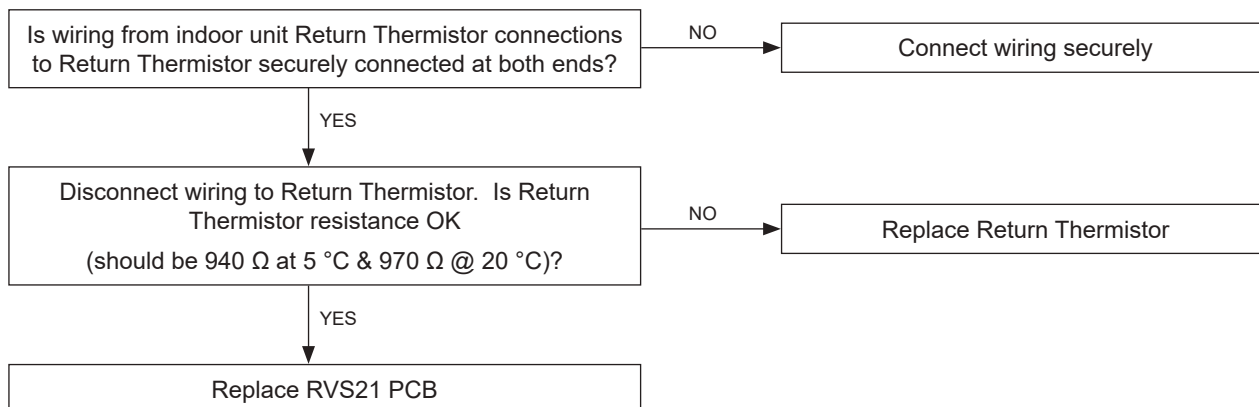 Is wiring from indoor unit Return Thermistor connections
to Return Thermistor securely connected at both ends?
NO
Connect wiring securely
YES
Disconnect wiring to Return Thermistor.  Is Return
Thermistor resistance OK
(should be 940 Ω at 5 °C & 970 Ω @ 20 °C)?
NO
Replace Return Thermistor
YES
Replace RVS21 PCB